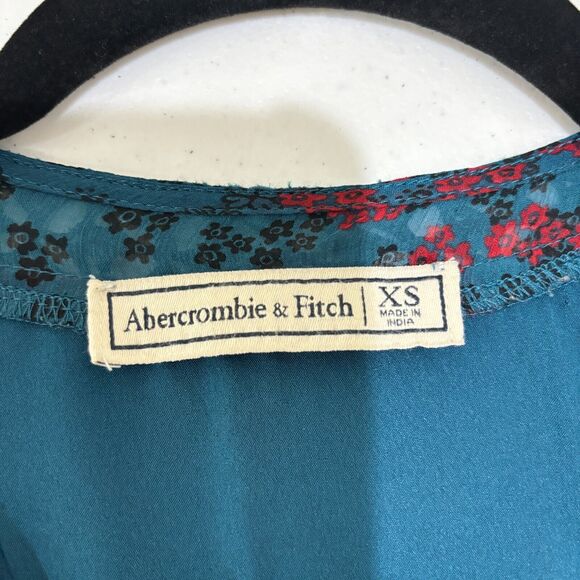 Abercrombie & Fitch | XS
MADE IN
INDIA